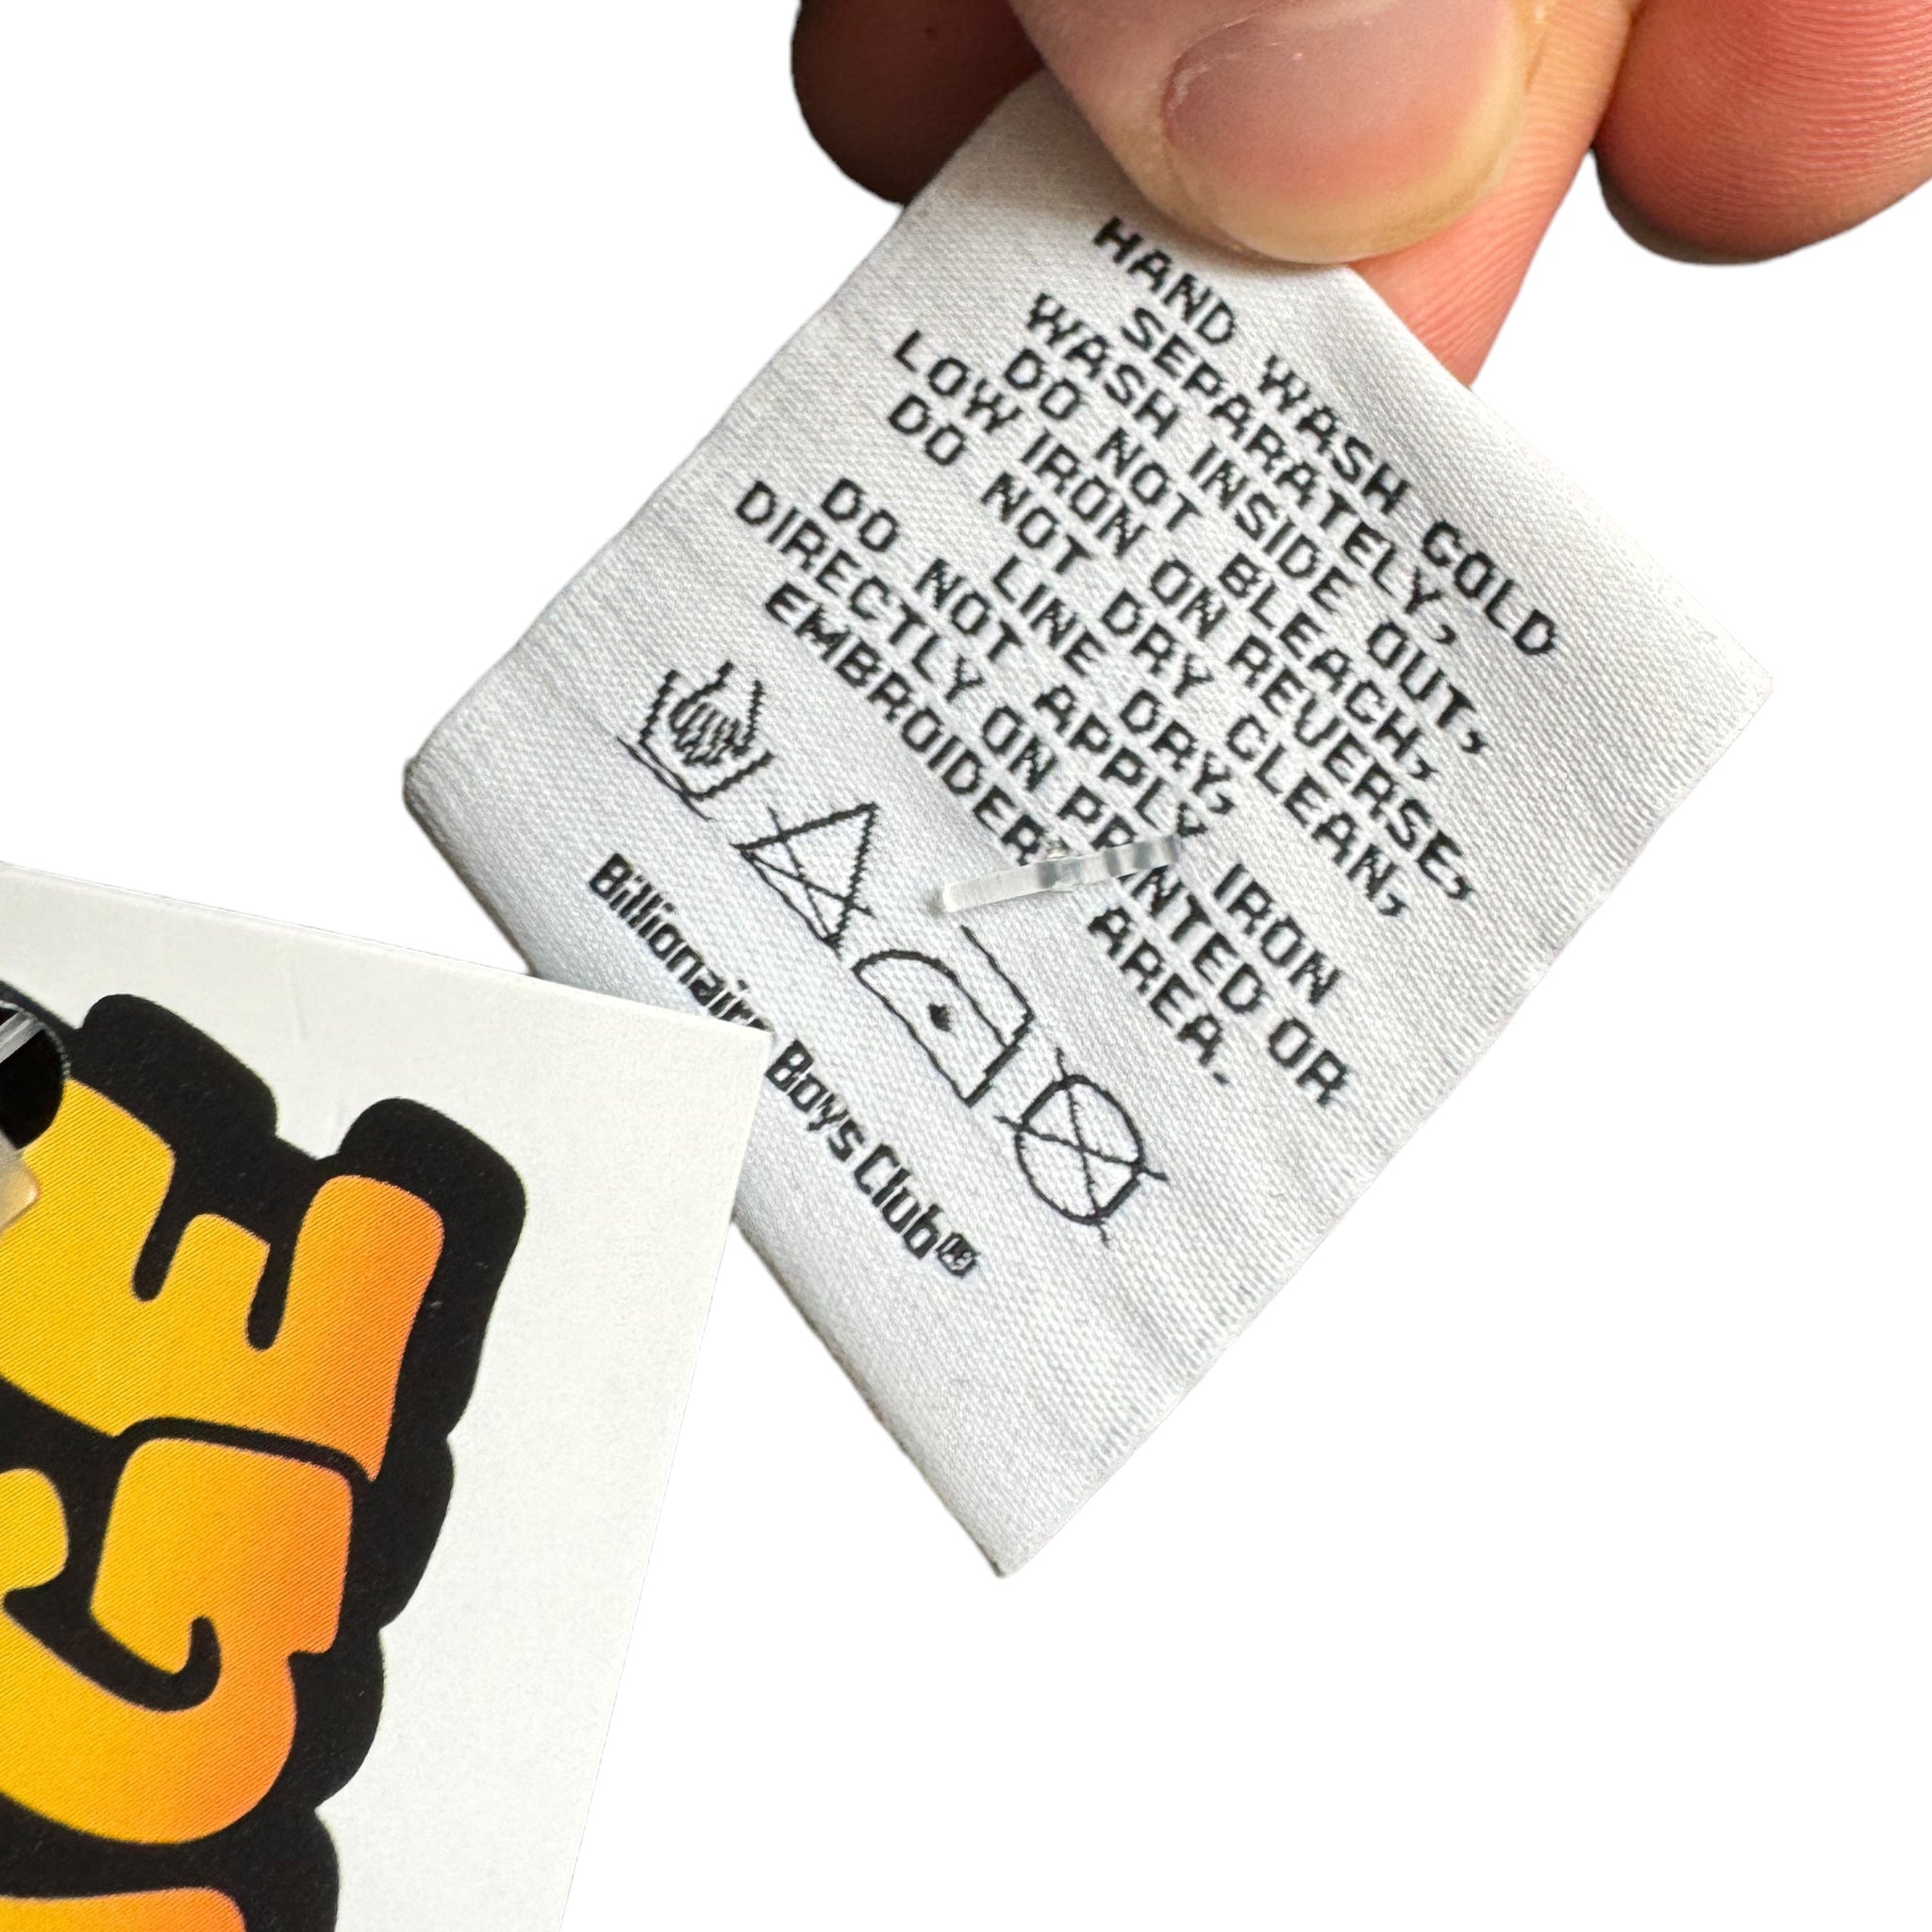 HAND WASH COLD
SEPARATELY,
WASH INSIDE OUT,
DO NOT BLEACH,
LOW IRON ON REVERSE,
DO NOT DRY CLEAN,
LINE DRY,
DO NOT APPLY IRON
DIRECTLY ON PRINTED OR
EMBROIDERY AREA.
Billionaire Boys Club®